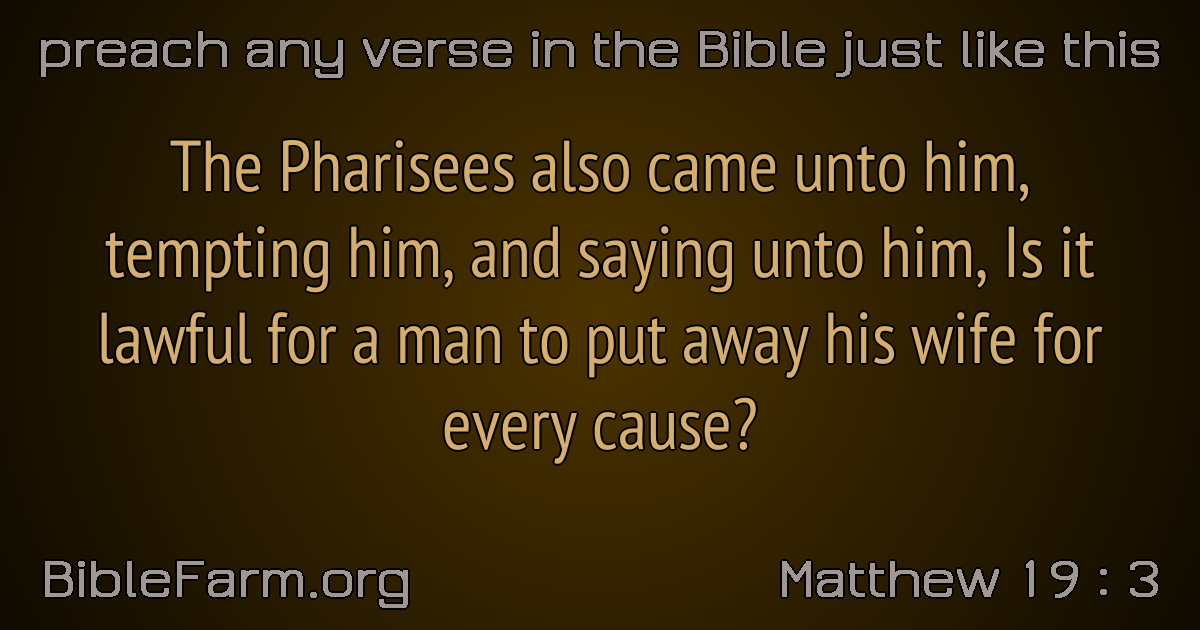 preach any verse in the Bible just like this
The Pharisees also came unto him,
tempting him, and saying unto him, Is it
lawful for a man to put away his wife for
every cause?
BibleFarm.org
Matthew 19 : 3